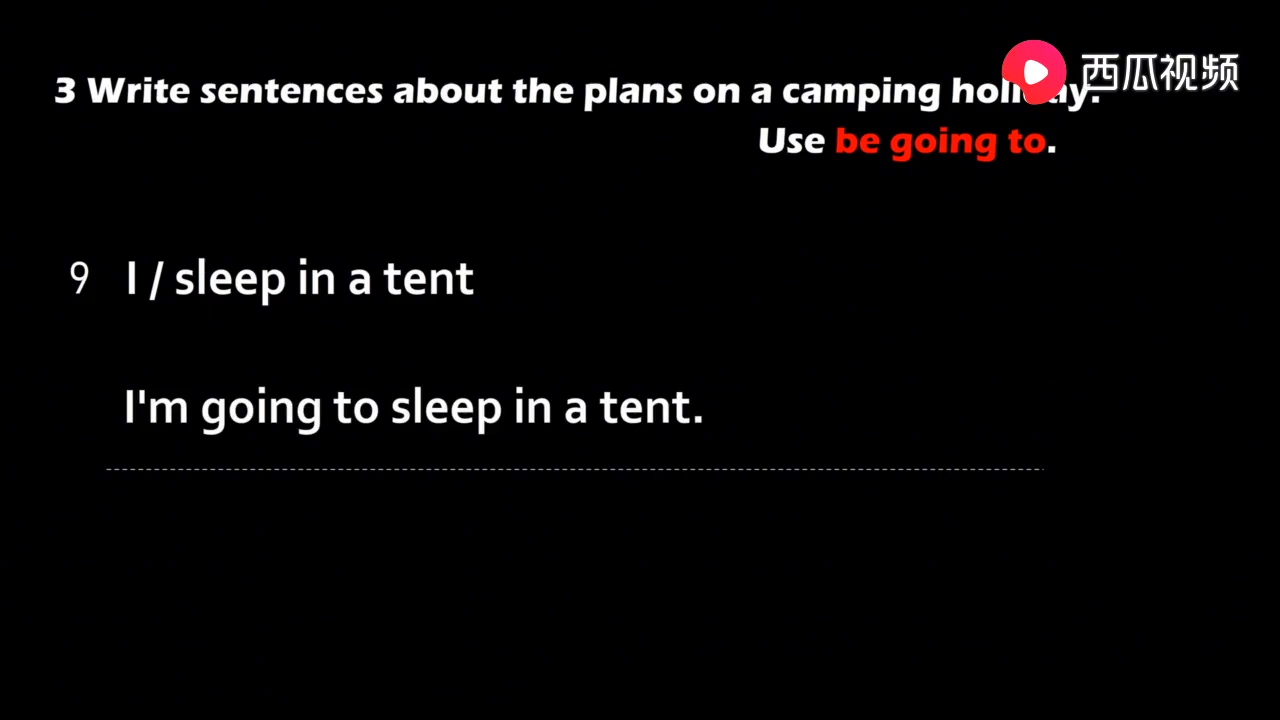 西瓜视频
3 Write sentences about the plans on a camping
Use be going to.
9 I / sleep in a tent
I'm going to sleep in a tent.